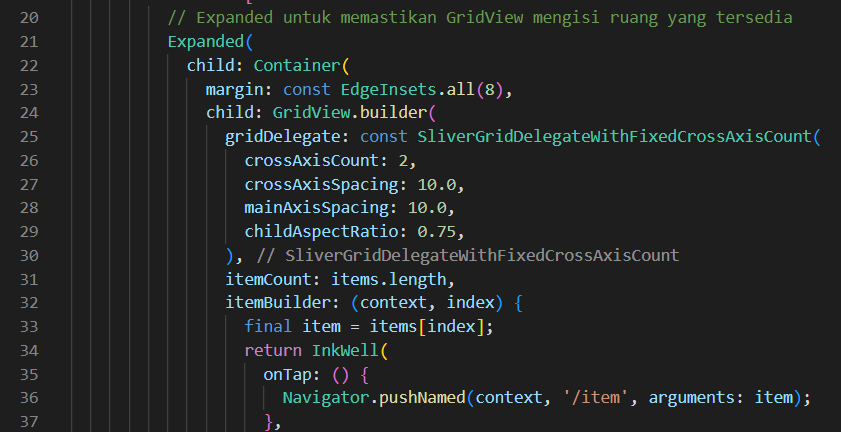 20 // Expanded untuk memastikan GridView mengisi ruang yang tersedia
21 Expanded(
22 child: Container(
23 margin: const EdgeInsets.all(8),
24 child: GridView.builder(
25 gridDelegate: const SliverGridDelegateWithFixedCrossAxisCount(
26 crossAxisCount: 2,
27 crossAxisSpacing: 10.0,
28 mainAxisSpacing: 10.0,
29 childAspectRatio: 0.75,
30 ), // SliverGridDelegateWithFixedCrossAxisCount
31 itemCount: items.length,
32 itemBuilder: (context, index) {
33 final item = items[index];
34 return InkWell(
35 onTap: () {
36 Navigator.pushNamed(context, '/item', arguments: item);
37 },